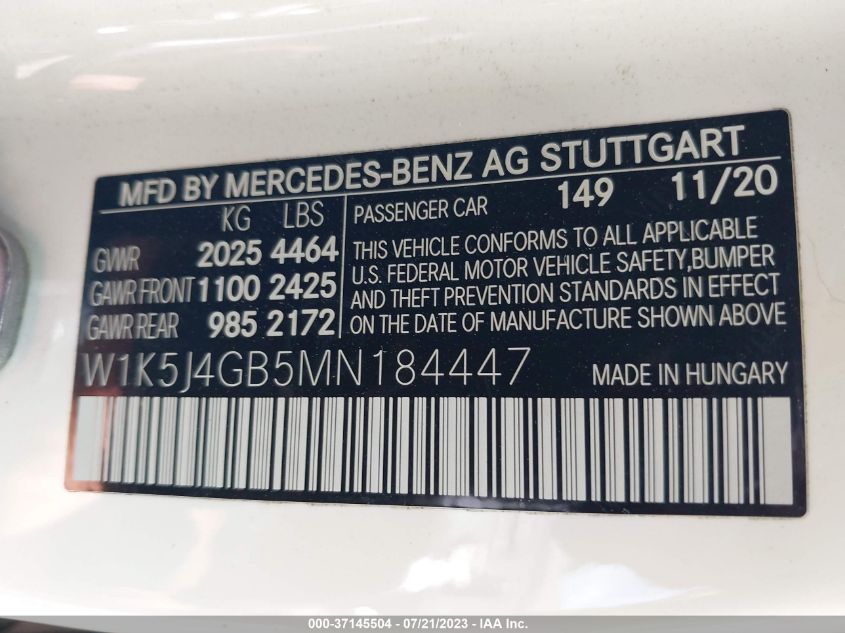 MFD BY MERCEDES-BENZ AG STUTTGART
KG LBS
GVWR 2025 4464
GAWR FRONT 1100 2425
GAWR REAR 985 2172
PASSENGER CAR 149 11/20
THIS VEHICLE CONFORMS TO ALL APPLICABLE
U.S. FEDERAL MOTOR VEHICLE SAFETY,BUMPER
AND THEFT PREVENTION STANDARDS IN EFFECT
ON THE DATE OF MANUFACTURE SHOWN ABOVE
W1K5J4GB5MN184447 MADE IN HUNGARY
000-37145504 - 07/21/2023 - IAA Inc.